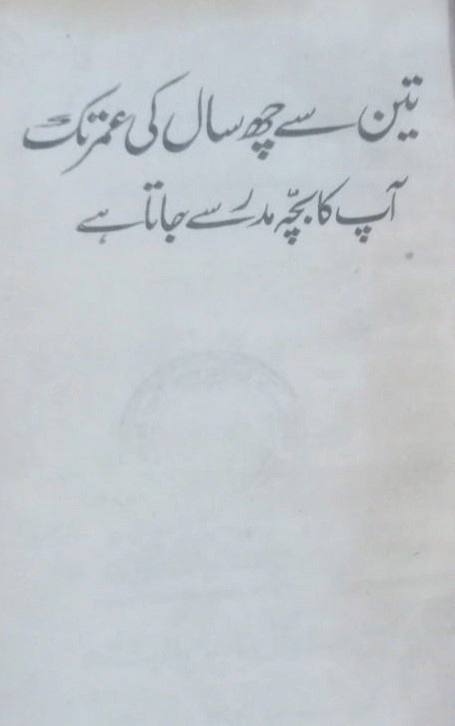 تین سے چھ سال کی عمر تک
آپ کا بچّہ مدرسے جاتا ہے